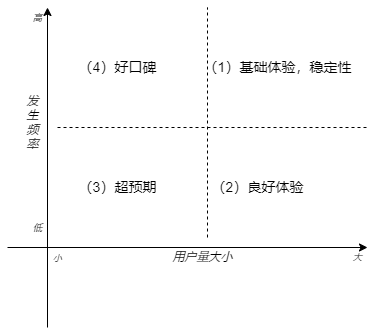 高
（4）好口碑
（1）基础体验，稳定性
发生频率
（3）超预期
（2）良好体验
低
小
用户量大小
大